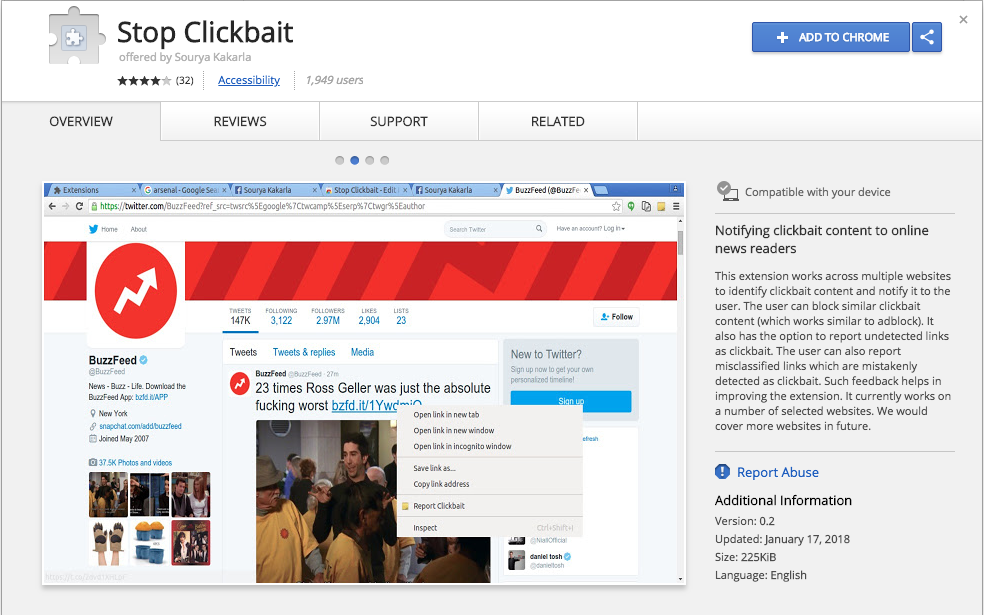 Stop Clickbait
offered by Sourya Kakarla
(32)
Accessibility
1,949 users
ADD TO CHROME
OVERVIEW
REVIEWS
SUPPORT
RELATED
Extensions
arsenal - Google Sea
Sourya Kakarla
Stop Clickbait - Edit
Sourya Kakarla
BuzzFeed (@BuzzFe
https://twitter.com/BuzzFeed?ref_src=twsrc%5Egoogle%7Ctwcamp%5Eserp%7Ctwgr%5Eauthor
Home
About
Search Twitter
Have an account? Log in
TWEETS
147K
FOLLOWING
3,122
FOLLOWERS
2.97M
LIKES
2,904
LISTS
23
Follow
BuzzFeed
@BuzzFeed
News - Buzz - Life. Download the
BuzzFeed App: bzfd.it/APP
New York
snapchat.com/add/buzzfeed
Joined May 2007
37.5K Photos and videos
Tweets
Tweets & replies
Media
BuzzFeed @BuzzFeed · 27m
23 times Ross Geller was just the absolute
fucking worst bzfd.it/1Ywd
Open link in new tab
Open link in new window
Open link in incognito window
Save link as...
Copy link address
Report Clickbait
Inspect
Ctrl+Shift+I
New to Twitter?
Sign up now to get your own
personalized timeline!
Sign up
efresh
@NiallOfficial
daniel tosh
@danieltosh
Compatible with your device
Notifying clickbait content to online
news readers
This extension works across multiple websites
to identify clickbait content and notify it to the
user. The user can block similar clickbait
content (which works similar to adblock). It
also has the option to report undetected links
as clickbait. The user can also report
misclassified links which are mistakenly
detected as clickbait. Such feedback helps in
improving the extension. It currently works on
a number of selected websites. We would
cover more websites in future.
Report Abuse
Additional Information
Version: 0.2
Updated: January 17, 2018
Size: 225KiB
Language: English